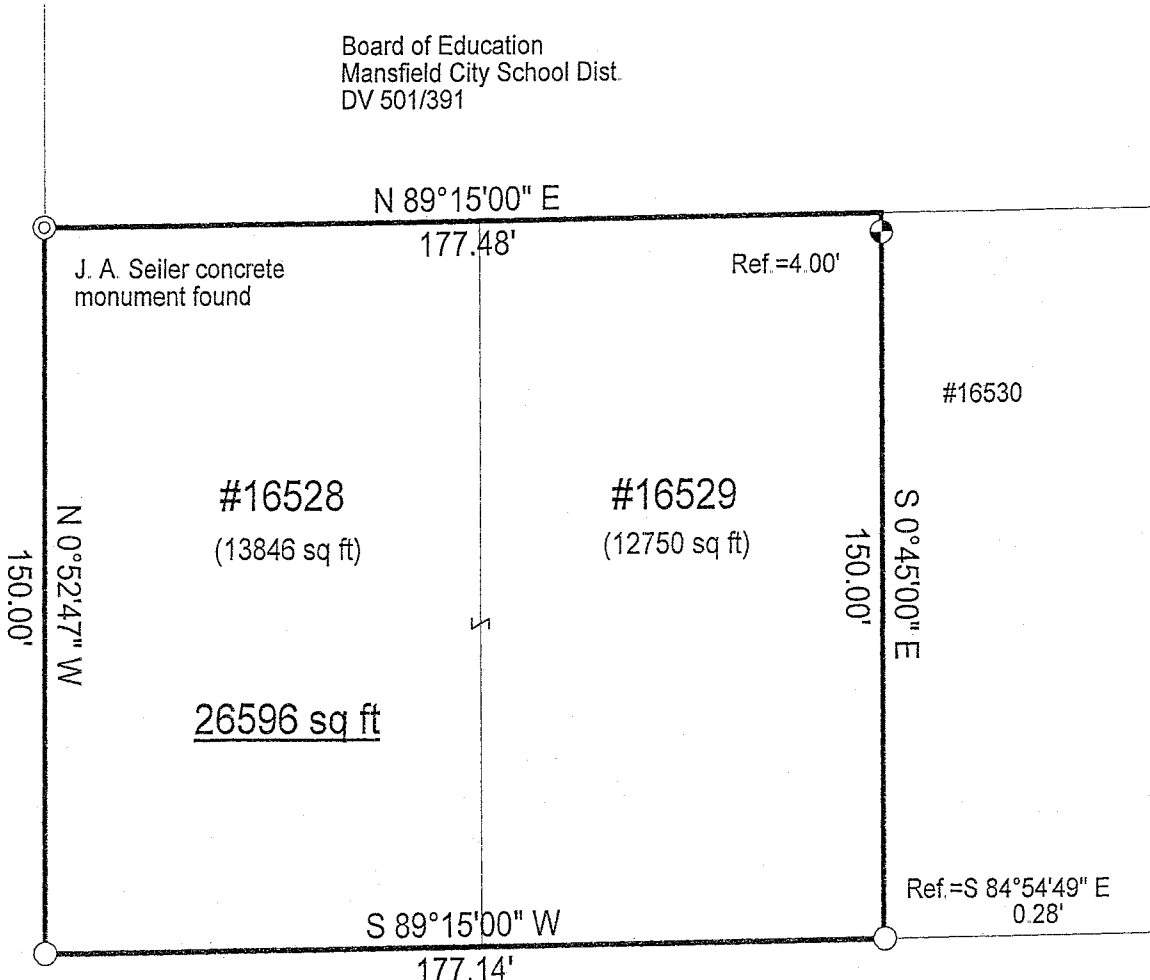 Board of Education
Mansfield City School Dist.
DV 501/391
N 89°15'00" E
177.48'
J. A. Seiler concrete
monument found
Ref.=4.00'
#16530
#16528
(13846 sq ft)
#16529
(12750 sq ft)
N 0°52'47" W
150.00'
S 0°45'00" E
150.00'
26596 sq ft
Ref.=S 84°54'49" E
0.28'
S 89°15'00" W
177.14'